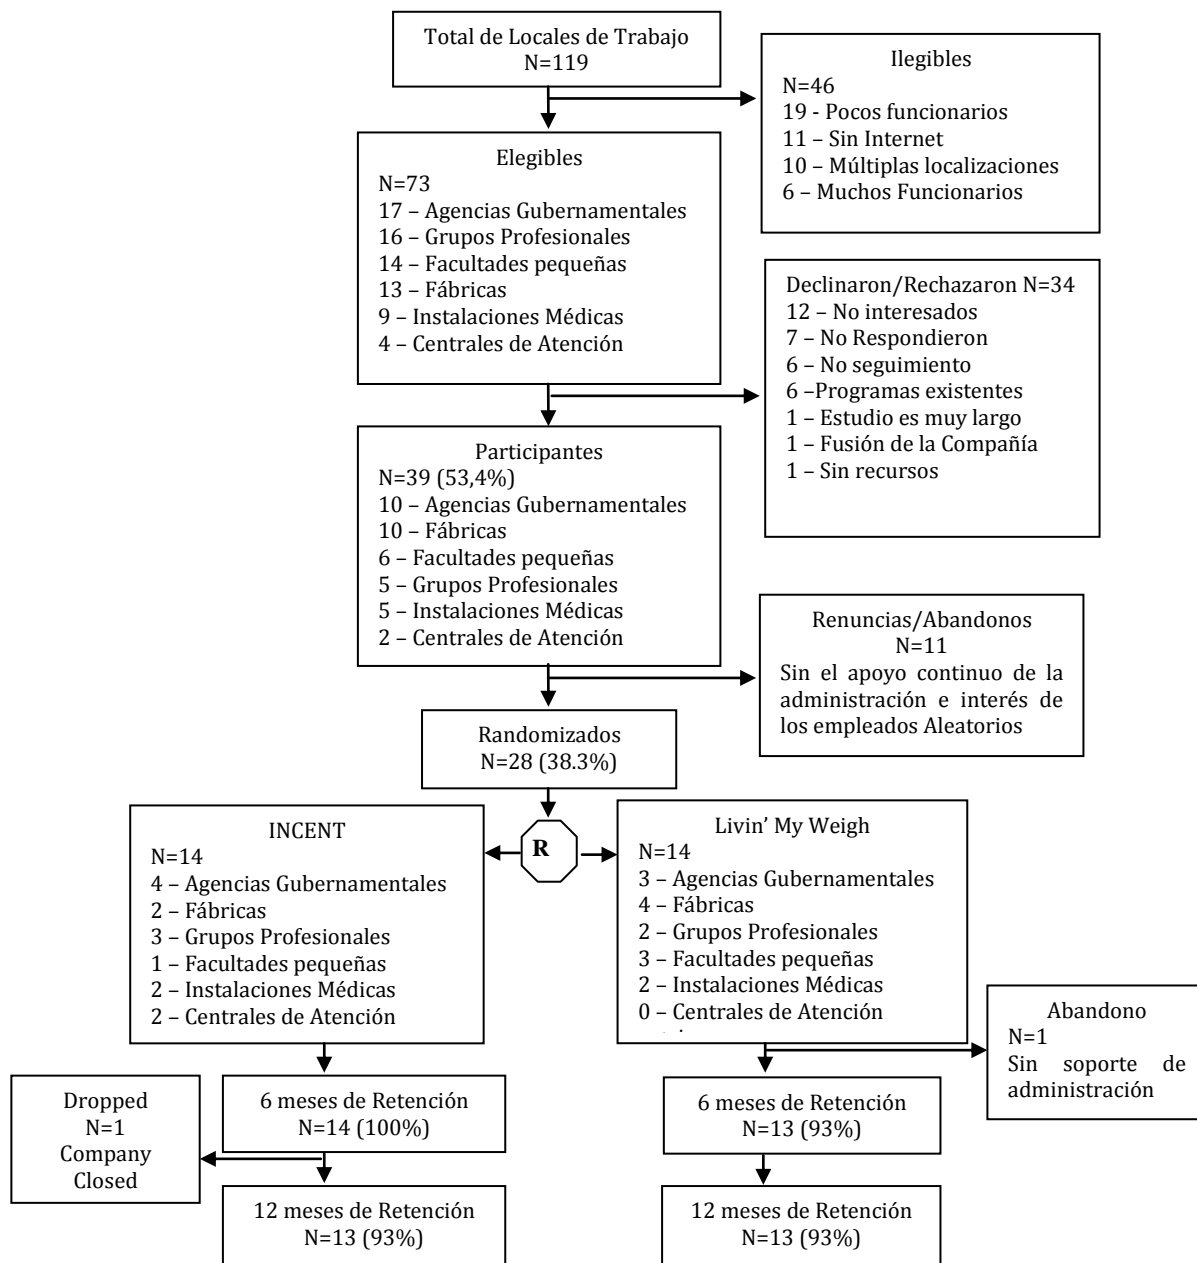 Total de Locales de Trabajo
N=119
Ilegibles
N=46
19 - Pocos funcionarios
11 – Sin Internet
10 – Múltiplas localizaciones
6 – Muchos Funcionarios
Elegibles
N=73
17 – Agencias Gubernamentales
16 – Grupos Profesionales
14 – Facultades pequeñas
13 – Fábricas
9 – Instalaciones Médicas
4 – Centrales de Atención
Declinaron/Rechazaron N=34
12 – No interesados
7 – No Respondieron
6 – No seguimiento
6 –Programas existentes
1 – Estudio es muy largo
1 – Fusión de la Compañía
1 – Sin recursos
Participantes
N=39 (53,4%)
10 – Agencias Gubernamentales
10 – Fábricas
6 – Facultades pequeñas
5 – Grupos Profesionales
5 – Instalaciones Médicas
2 – Centrales de Atención
Renuncias/Abandonos
N=11
Sin el apoyo continuo de la
administración e interés de
los empleados Aleatorios
Randomizados
N=28 (38.3%)
R
INCENT
N=14
4 – Agencias Gubernamentales
2 – Fábricas
3 – Grupos Profesionales
1 – Facultades pequeñas
2 – Instalaciones Médicas
2 – Centrales de Atención
Livin’ My Weigh
N=14
3 – Agencias Gubernamentales
4 – Fábricas
2 – Grupos Profesionales
3 – Facultades pequeñas
2 – Instalaciones Médicas
0 – Centrales de Atención
Abandono
N=1
Sin soporte de
administración
Dropped
N=1
Company
Closed
6 meses de Retención
N=14 (100%)
6 meses de Retención
N=13 (93%)
12 meses de Retención
N=13 (93%)
12 meses de Retención
N=13 (93%)